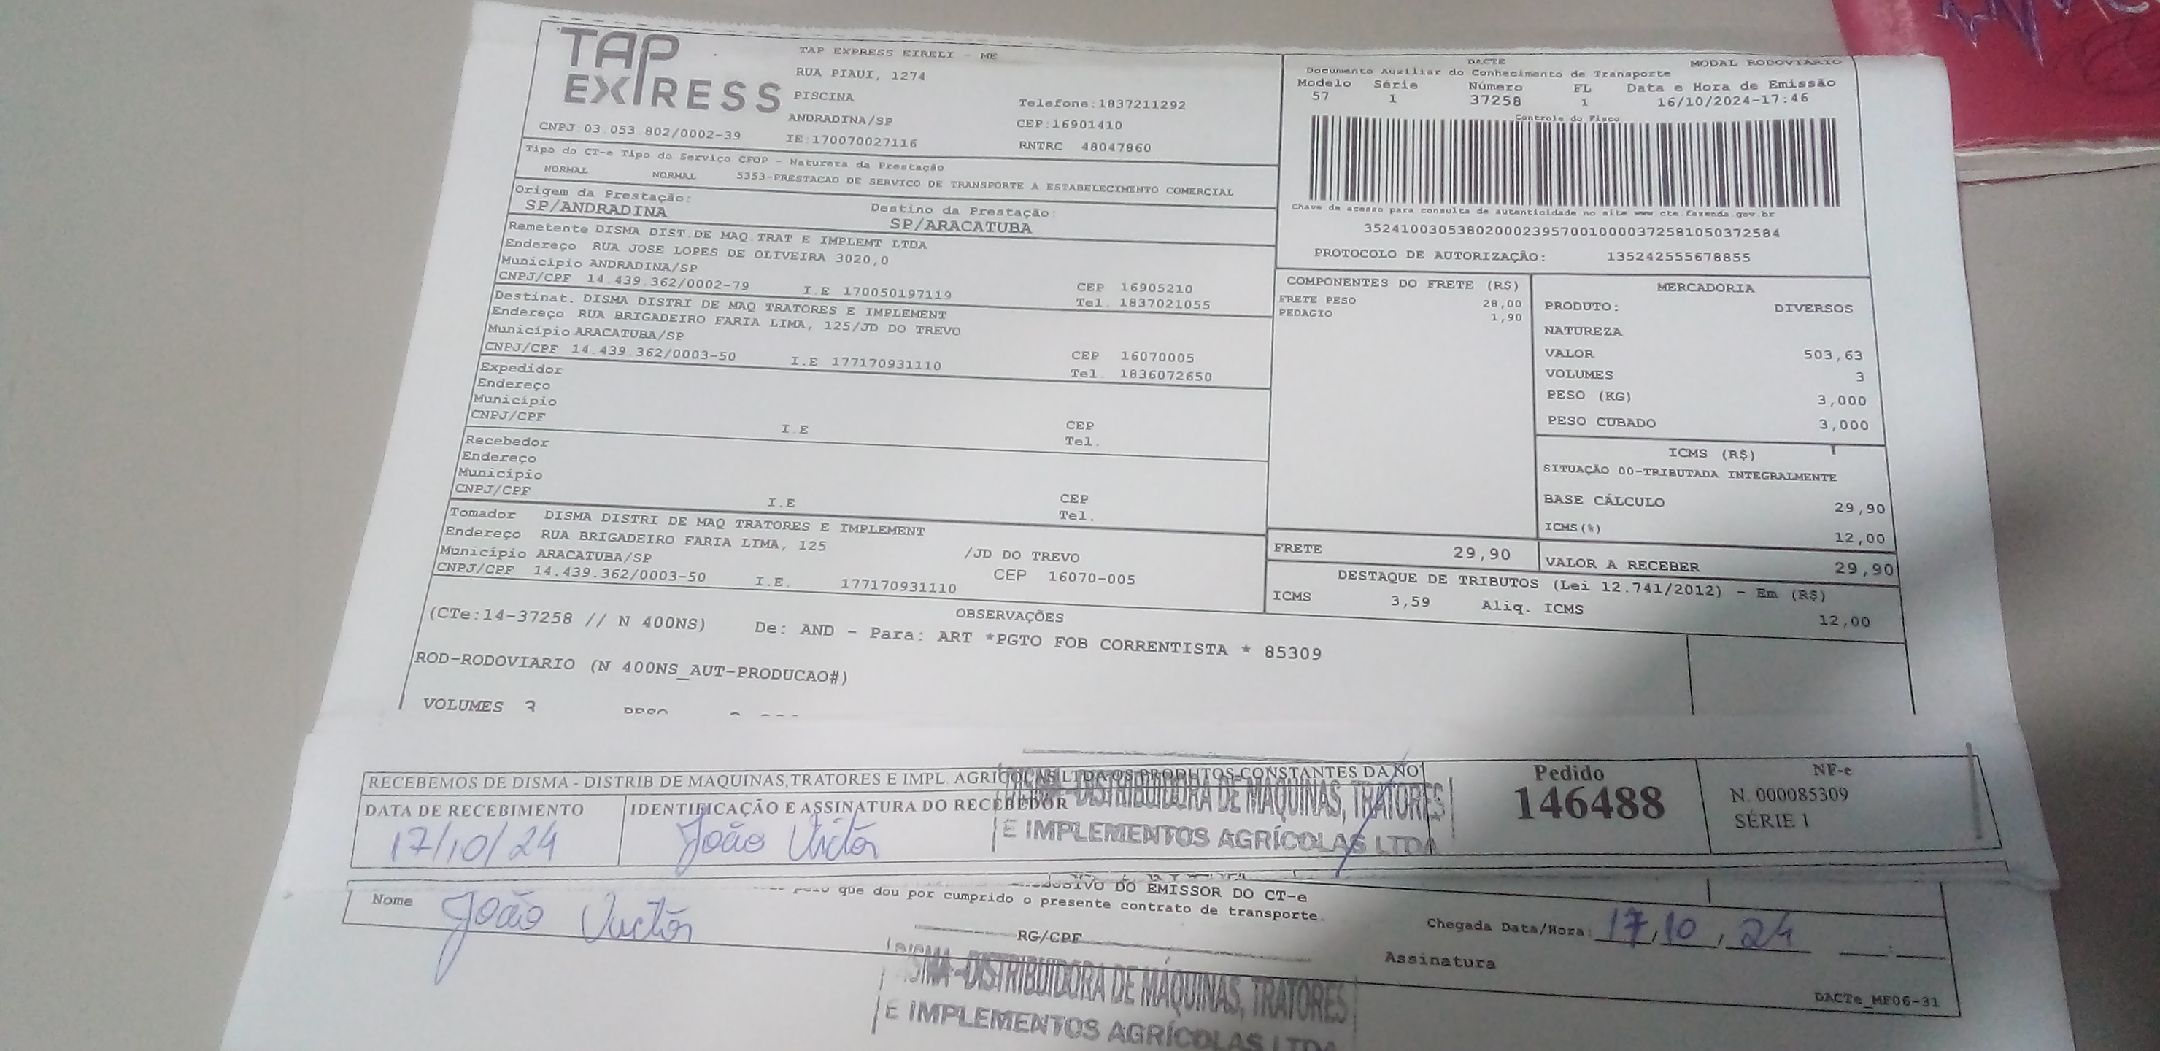 TAP EXPRESS
TAP EXPRESS EIRELI - ME
RUA PIAUI, 1274
PISCINA
Telefone:1837211292
ANDRADINA/SP
CEP:16901410
CNPJ:03.053.802/0002-39
IE:170070027116
RNTRC 48047860
DACTE
MODAL RODOVIARIO
Documento Auxiliar do Conhecimento de Transporte
Modelo Série Número FL Data e Hora de Emissão
57 1 37258 1 16/10/2024-17:46
Controle do Fisco
Chave de acesso para consulta de autenticidade no site www cte.fazenda.gov.br
35241003053802000239570010000372581050372584
PROTOCOLO DE AUTORIZAÇÃO: 135242555678855
Tipo do CT-e Tipo do Serviço CFOP - Natureza da Prestação
NORMAL NORMAL 5353-PRESTACAO DE SERVICO DE TRANSPORTE A ESTABELECIMENTO COMERCIAL
Origem da Prestação: Destino da Prestação:
SP/ANDRADINA SP/ARACATUBA
Remetente DISMA DIST.DE MAQ.TRAT E IMPLEMT LTDA
Endereço RUA JOSE LOPES DE OLIVEIRA 3020,0
Município ANDRADINA/SP CEP 16905210
CNPJ/CPF 14.439.362/0002-79 I.E 170050197119 Tel. 1837021055
Destinat. DISMA DISTRI DE MAQ TRATORES E IMPLEMENT
Endereço RUA BRIGADEIRO FARIA LIMA, 125/JD DO TREVO
Município ARACATUBA/SP CEP 16070005
CNPJ/CPF 14.439.362/0003-50 I.E 177170931110 Tel. 1836072650
Expedidor
Endereço
Município CEP
CNPJ/CPF I.E Tel.
Recebedor
Endereço
Município CEP
CNPJ/CPF I.E Tel.
Tomador DISMA DISTRI DE MAQ TRATORES E IMPLEMENT
Endereço RUA BRIGADEIRO FARIA LIMA, 125 /JD DO TREVO
Município ARACATUBA/SP CEP 16070-005
CNPJ/CPF 14.439.362/0003-50 I.E. 177170931110
COMPONENTES DO FRETE (R$)
FRETE PESO 28,00
PEDAGIO 1,90
FRETE 29,90
MERCADORIA
PRODUTO: DIVERSOS
NATUREZA
VALOR 503,63
VOLUMES 3
PESO (KG) 3,000
PESO CUBADO 3,000
ICMS (R$)
SITUAÇÃO 00-TRIBUTADA INTEGRALMENTE
BASE CÁLCULO 29,90
ICMS(%) 12,00
VALOR A RECEBER 29,90
DESTAQUE DE TRIBUTOS (Lei 12.741/2012) - Em (R$)
ICMS 3,59 Aliq. ICMS 12,00
OBSERVAÇÕES
(CTe:14-37258 // N 400NS) De: AND - Para: ART *PGTO FOB CORRENTISTA * 85309
ROD-RODOVIARIO (N 400NS_AUT-PRODUCAO#)
VOLUMES 3
RECEBEMOS DE DISMA - DISTRIB DE MAQUINAS,TRATORES E IMPL. AGRICOLAS LTDA OS PRODUTOS CONSTANTES DA NO
DATA DE RECEBIMENTO IDENTIFICAÇÃO E ASSINATURA DO RECEBEDOR
17/10/24 João Victor
- DISTRIBUIDORA DE MÁQUINAS, TRATORES
E IMPLEMENTOS AGRÍCOLAS LTDA
Pedido
146488
NF-e
N. 000085309
SÉRIE 1
DO EMISSOR DO CT-e
que dou por cumprido o presente contrato de transporte.
Nome João Victor
RG/CPF
Chegada Data/Hora: 17/10/24
Assinatura
DISMA - DISTRIBUIDORA DE MÁQUINAS, TRATORES
E IMPLEMENTOS AGRÍCOLAS LTDA
DACTe_ME06-31